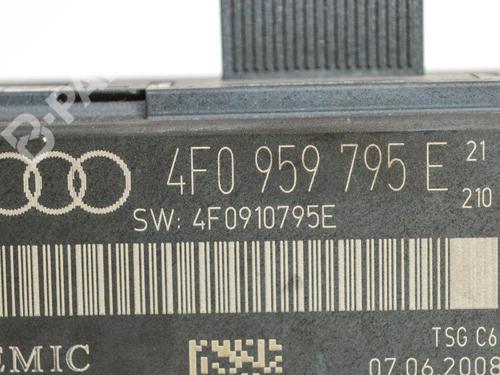 4F0 959 795 E 21
210
SW: 4F0910795E
EMIC
TSG C6
07.06.2008